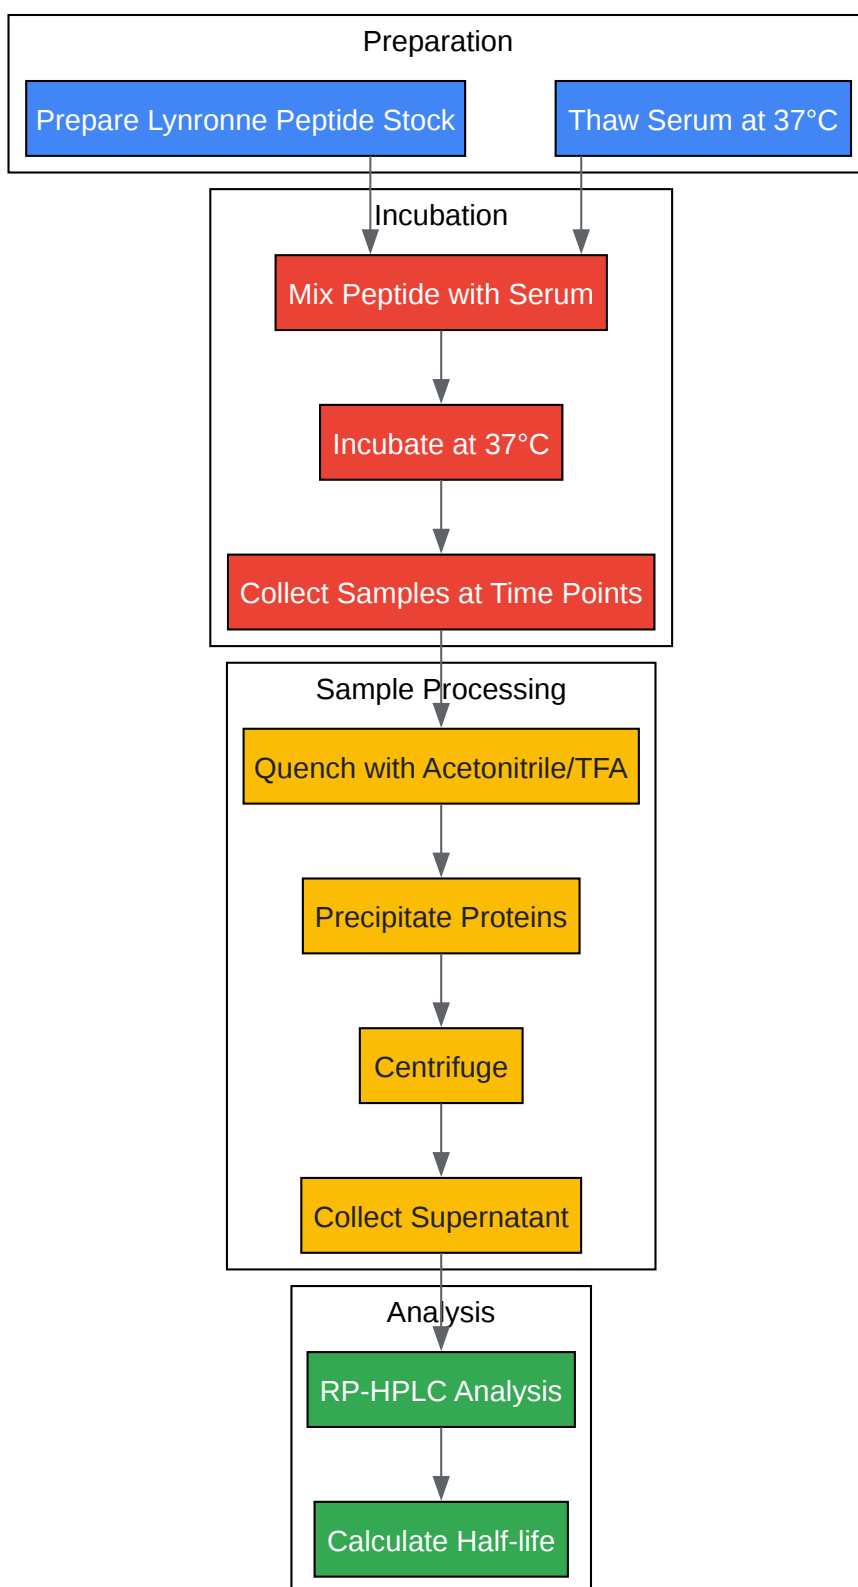 Preparation
Prepare Lynronne Peptide Stock
Thaw Serum at 37°C
Incubation
Mix Peptide with Serum
Incubate at 37°C
Collect Samples at Time Points
Sample Processing
Quench with Acetonitrile/TFA
Precipitate Proteins
Centrifuge
Collect Supernatant
Analysis
RP-HPLC Analysis
Calculate Half-life